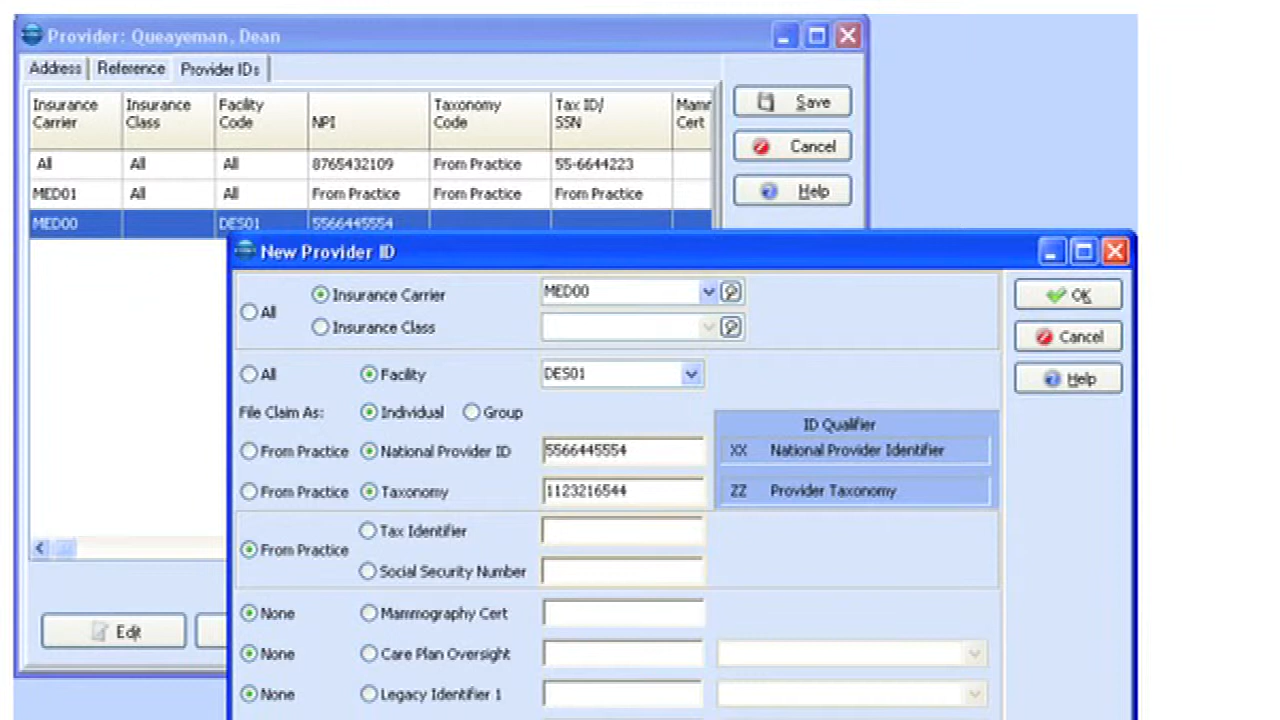 Provider: Queayeman, Dean
Address Reference Provider IDs
Insurance Carrier Insurance Class Facility Code NPI Taxonomy Code Tax ID/ SSN Mamm Cert
All All All 8765432109 From Practice 55-6644223
MED01 All All From Practice From Practice From Practice
MED00 DES01 5566445554
Save
Cancel
Help
Edit
New Provider ID
All Insurance Carrier MED00
Insurance Class
All Facility DES01
File Claim As: Individual Group
ID Qualifier
From Practice National Provider ID 5566445554 XX National Provider Identifier
From Practice Taxonomy 1123216544 ZZ Provider Taxonomy
Tax Identifier
From Practice
Social Security Number
None Mammography Cert
None Care Plan Oversight
None Legacy Identifier 1
OK
Cancel
Help